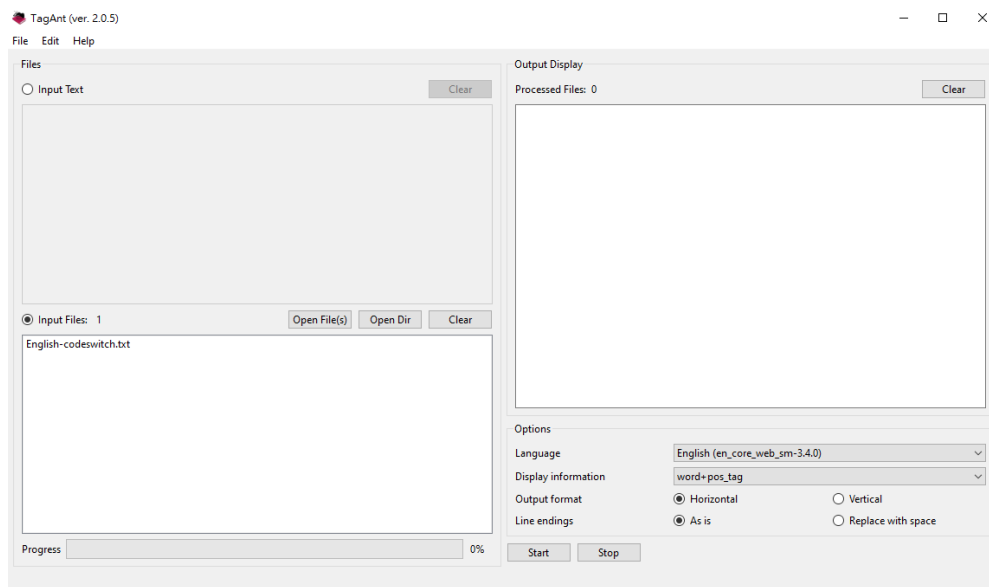 TagAnt (ver. 2.0.5)
File Edit Help
Files
Input Text Clear
Input Files: 1 Open File(s) Open Dir Clear
English-codeswitch.txt
Progress 0%
Output Display
Processed Files: 0 Clear
Options
Language English (en_core_web_sm-3.4.0)
Display information word+pos_tag
Output format Horizontal Vertical
Line endings As is Replace with space
Start Stop